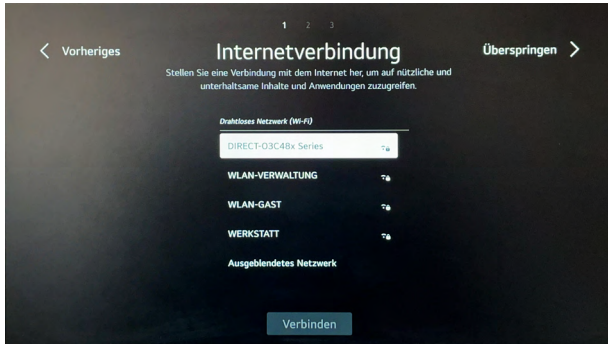 1 2 3
Vorheriges
Internetverbindung
Überspringen
Stellen Sie eine Verbindung mit dem Internet her, um auf nützliche und
unterhaltsame Inhalte und Anwendungen zuzugreifen.
Drahtloses Netzwerk (Wi-Fi)
DIRECT-03C48x Series
WLAN-VERWALTUNG
WLAN-GAST
WERKSTATT
Ausgeblendetes Netzwerk
Verbinden